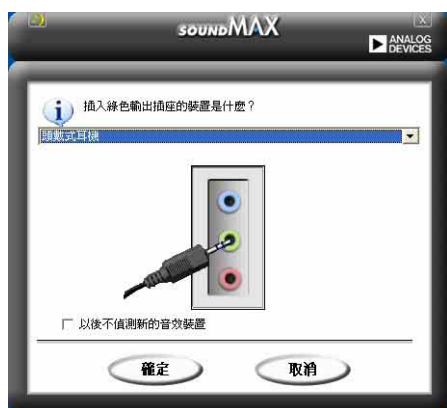 SOUNDMAX
ANALOG
DEVICES
插入綠色輸出插座的裝置是什麼？
頭戴式耳機
以後不偵測新的音效裝置
確定
取消